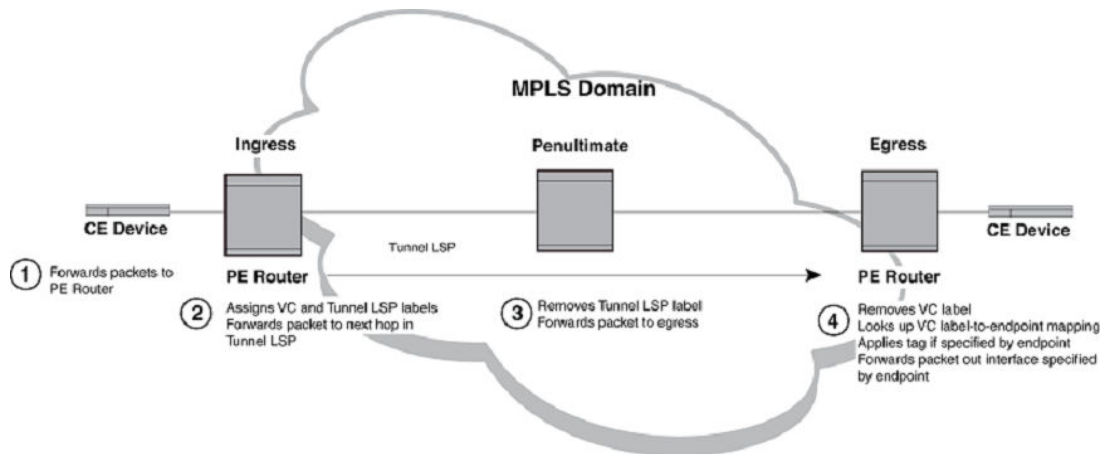 MPLS Domain
Ingress
Penultimate
Egress
CE Device
CE Device
Tunnel LSP
PE Router
PE Router
1
Forwards packets to
PE Router
2
Assigns VC and Tunnel LSP labels
Forwards packet to next hop in
Tunnel LSP
3
Removes Tunnel LSP label
Forwards packet to egress
4
Removes VC label
Looks up VC label-to-endpoint mapping
Applies tag if specified by endpoint
Forwards packet out interface specified
by endpoint